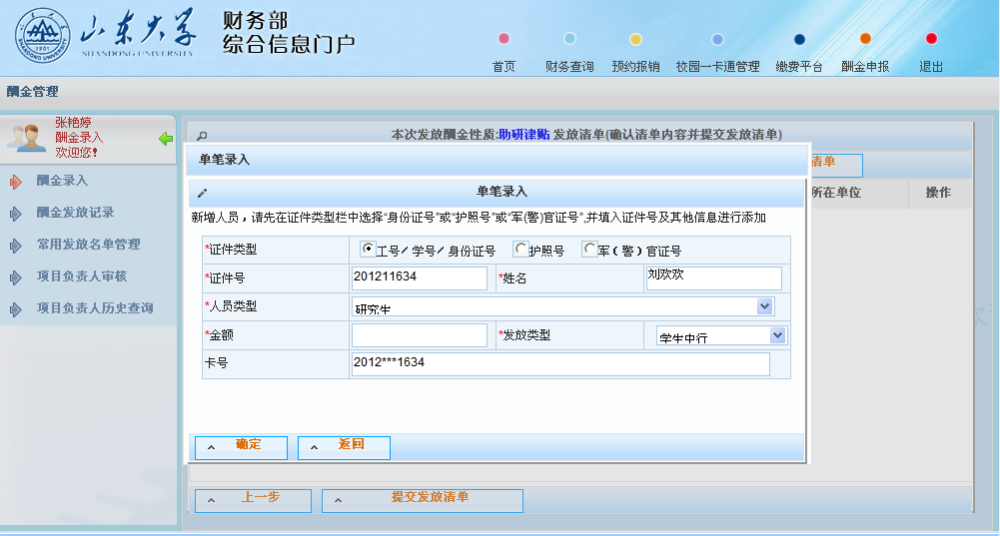 山东大学
SHANDONG UNIVERSITY
财务部
综合信息门户
首页 财务查询 预约报销 校园一卡通管理 缴费平台 酬金申报 退出
酬金管理
张艳婷
酬金录入
欢迎您!
酬金录入
酬金发放记录
常用发放名单管理
项目负责人审核
项目负责人历史查询
本次发放酬金性质:助研津贴 发放清单(确认清单内容并提交发放清单)
清单
所在单位 操作
单笔录入
单笔录入
新增人员，请先在证件类型栏中选择“身份证号”或“护照号”或“军(警)官证号”,并填入证件号及其他信息进行添加
*证件类型 工号/学号/身份证号 护照号 军(警)官证号
*证件号 201211634 *姓名 刘欢欢
*人员类型 研究生
*金额 *发放类型 学生中行
卡号 2012***1634
确定 返回
上一步 提交发放清单